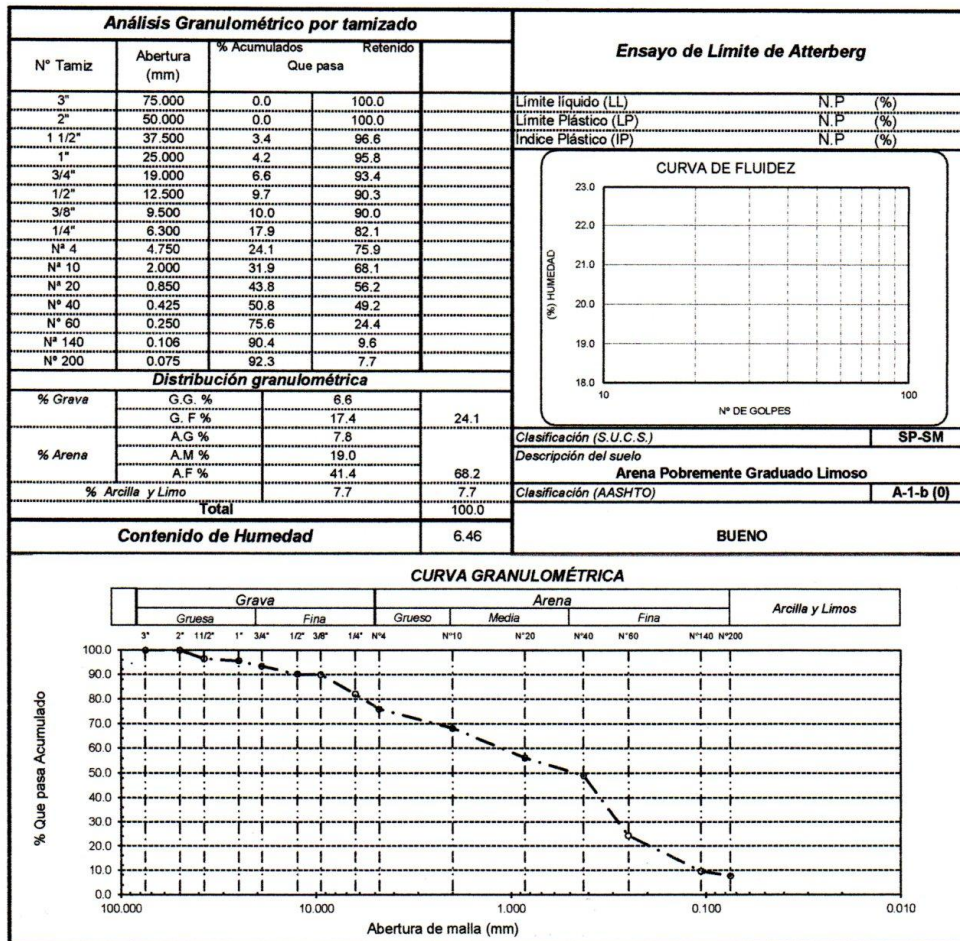 Análisis Granulométrico por tamizado
N° Tamiz Abertura (mm) % Acumulados Retenido Que pasa
3" 75.000 0.0 100.0
2" 50.000 0.0 100.0
1 1/2" 37.500 3.4 96.6
1" 25.000 4.2 95.8
3/4" 19.000 6.6 93.4
1/2" 12.500 9.7 90.3
3/8" 9.500 10.0 90.0
1/4" 6.300 17.9 82.1
Nª 4 4.750 24.1 75.9
Nª 10 2.000 31.9 68.1
Nª 20 0.850 43.8 56.2
Nº 40 0.425 50.8 49.2
N° 60 0.250 75.6 24.4
Nª 140 0.106 90.4 9.6
Nº 200 0.075 92.3 7.7
Distribución granulométrica
% Grava G.G. % 6.6
G. F % 17.4 24.1
% Arena A.G % 7.8
A.M % 19.0
A.F % 41.4 68.2
% Arcilla y Limo 7.7 7.7
Total 100.0
Contenido de Humedad 6.46
Ensayo de Límite de Atterberg
Límite líquido (LL) N.P (%)
Límite Plástico (LP) N.P (%)
Indice Plástico (IP) N.P (%)
CURVA DE FLUIDEZ
(%) HUMEDAD
23.0
22.0
21.0
20.0
19.0
18.0
10 100
Nº DE GOLPES
Clasificación (S.U.C.S.) SP-SM
Descripción del suelo
Arena Pobremente Graduado Limoso
Clasificación (AASHTO) A-1-b (0)
BUENO
CURVA GRANULOMÉTRICA
Grava Arena Arcilla y Limos
Gruesa Fina Grueso Media Fina
3" 2" 11/2" 1" 3/4" 1/2" 3/8" 1/4" N°4 N°10 N°20 N°40 N°60 N°140 N°200
% Que pasa Acumulado
100.0
90.0
80.0
70.0
60.0
50.0
40.0
30.0
20.0
10.0
0.0
100.000 10.000 1.000 0.100 0.010
Abertura de malla (mm)